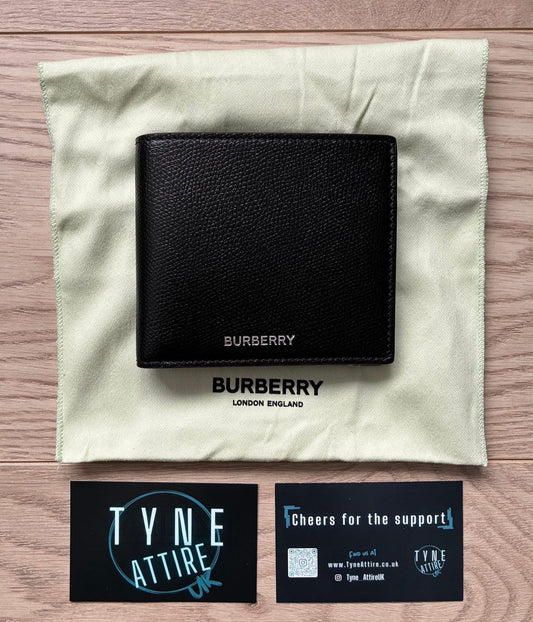 BURBERRY
BURBERRY
LONDON ENGLAND
TYNE
ATTIRE
UK
Cheers for the support
FIND US AT
www.TyneAttire.co.uk
Tyne_AttireUK
TYNE
ATTIRE
UK